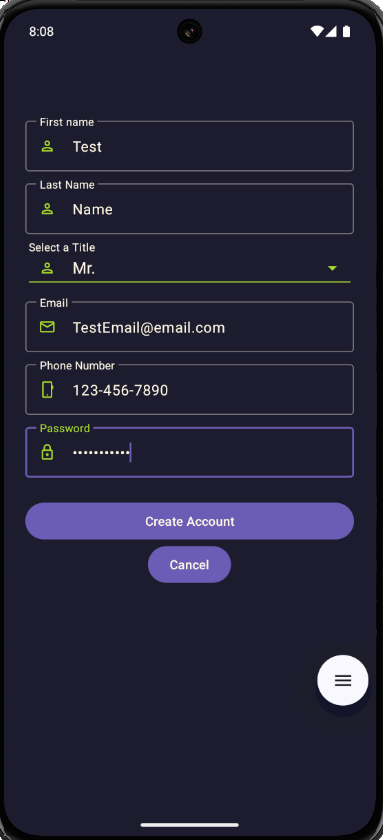 8:08
First name
Test
Last Name
Name
Select a Title
Mr.
Email
TestEmail@email.com
Phone Number
123-456-7890
Password
•••••••••••
Create Account
Cancel